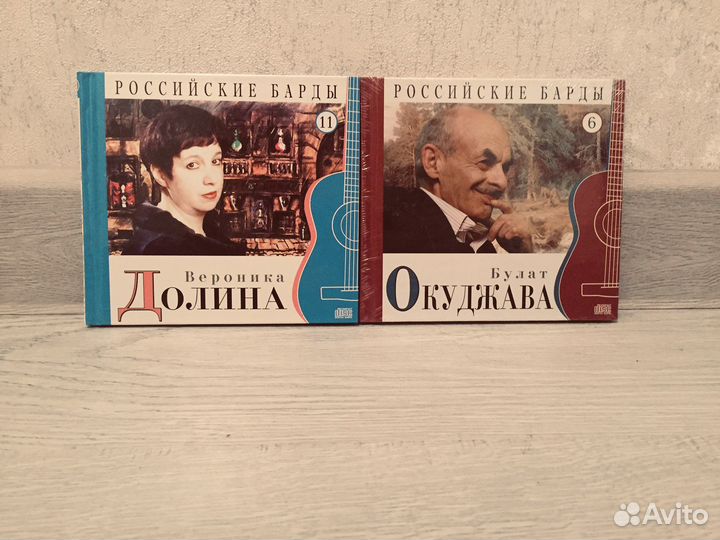 РОССИЙСКИЕ БАРДЫ
11
Вероника
ДОЛИНА
РОССИЙСКИЕ БАРДЫ
6
Булат
ОКУДЖАВА
Avito